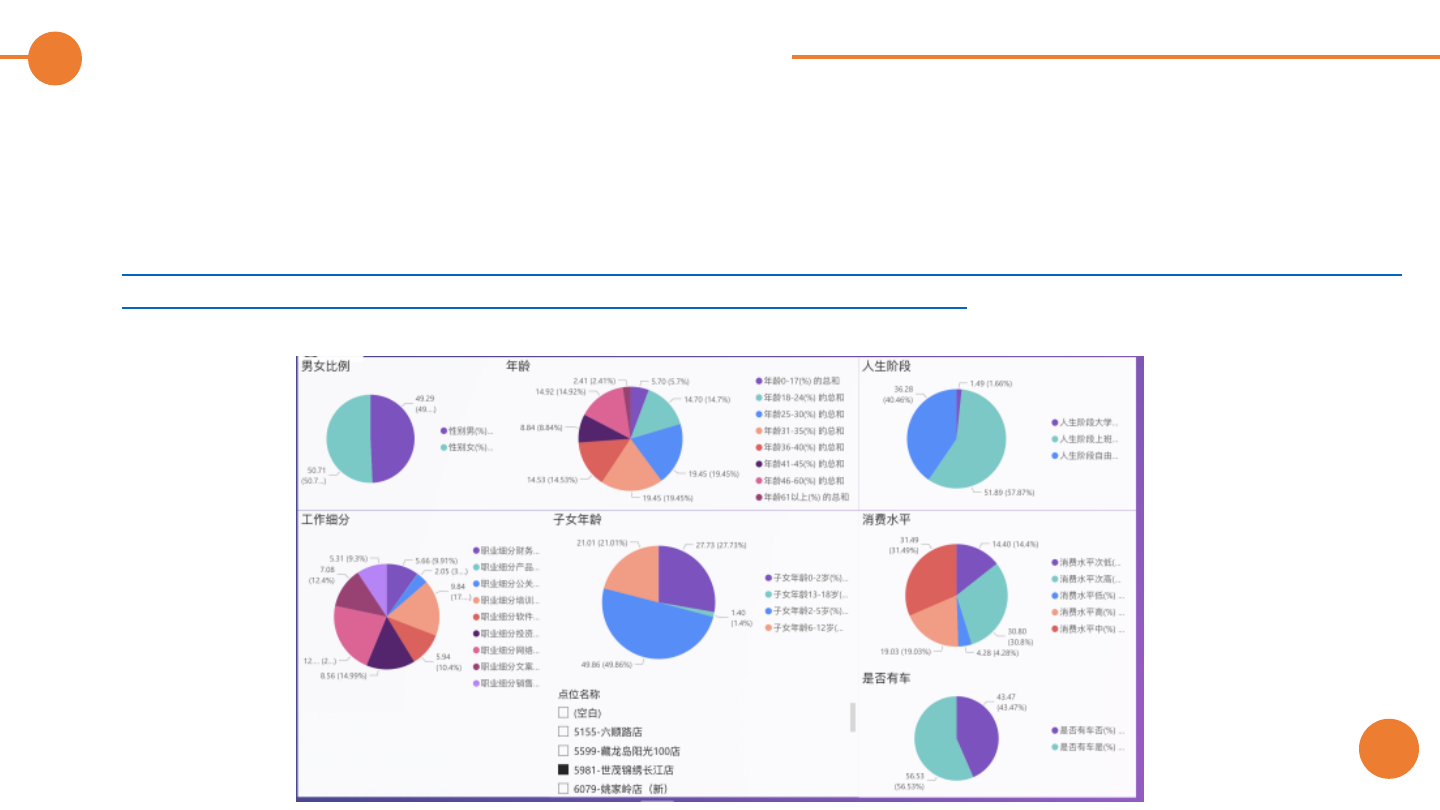 男女比例
49.29
(49...)
50.71
(50.7...)
性别男(%)...
性别女(%)...
年龄
2.41 (2.41%)
5.70 (5.7%)
14.92 (14.92%)
14.70 (14.7%)
8.84 (8.84%)
14.53 (14.53%)
19.45 (19.45%)
19.45 (19.45%)
年龄0-17(%) 的总和
年龄18-24(%) 的总和
年龄25-30(%) 的总和
年龄31-35(%) 的总和
年龄36-40(%) 的总和
年龄41-45(%) 的总和
年龄46-60(%) 的总和
年龄61以上(%) 的总和
人生阶段
1.49 (1.66%)
36.28
(40.46%)
51.89 (57.87%)
人生阶段大学...
人生阶段上班...
人生阶段自由...
工作细分
5.31 (9.3%)
5.66 (9.91%)
2.05 (3...)
7.08
(12.4%)
9.84
(17....)
5.94
(10.4%)
12... (2...)
8.56 (14.99%)
职业细分财务...
职业细分产品...
职业细分公关...
职业细分培训...
职业细分软件...
职业细分投资...
职业细分网络...
职业细分文案...
职业细分销售...
子女年龄
21.01 (21.01%)
27.73 (27.73%)
1.40
(1.4%)
49.86 (49.86%)
子女年龄0-2岁(%)...
子女年龄13-18岁(...
子女年龄2-5岁(%)...
子女年龄6-12岁(...
点位名称
(空白)
5155-六顺路店
5599-藏龙岛阳光100店
5981-世茂锦绣长江店
6079-姚家岭店（新）
消费水平
31.49
(31.49%)
14.40 (14.4%)
30.80
(30.8%)
19.03 (19.03%)
4.28 (4.28%)
消费水平次低(...
消费水平次高(...
消费水平低(%) ...
消费水平高(%) ...
消费水平中(%) ...
是否有车
43.47
(43.47%)
56.53
(56.53%)
是否有车否(%) ...
是否有车是(%) ...